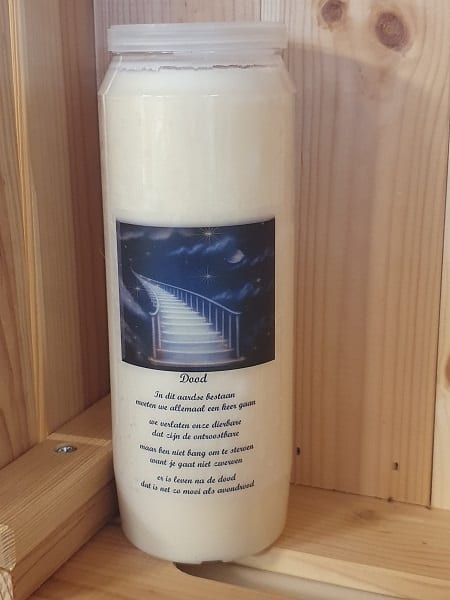 Dood
In dit aardse bestaan
moeten we allemaal een keer gaan
we verlaten onze dierbare
dat zijn de ontroostbare
maar ben niet bang om te sterven
want je gaat niet zwerven
er is leven na de dood
dat is net zo mooi als avondrood